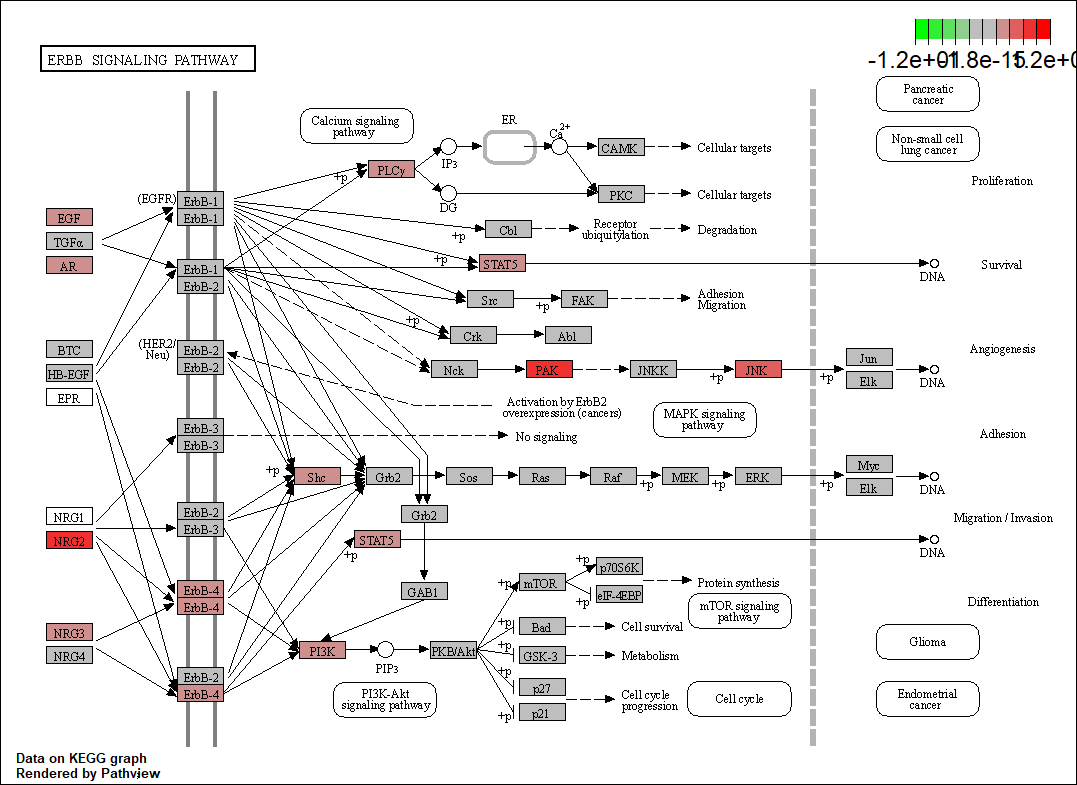 -1.2e+01
-1.8e-15
1.2e+0
ERBB SIGNALING PATHWAY
Pancreatic
cancer
Calcium signaling
pathway
ER
Ca2+
Non-small cell
lung cancer
IP3
CAMK
Cellular targets
+p
PLCγ
Proliferation
DG
PKC
Cellular targets
(EGFR)
ErbB-1
ErbB-1
EGF
TGFα
AR
+p
Cbl
Receptor
ubiquitylation
Degradation
ErbB-1
ErbB-2
+p
STAT5
DNA
Survival
Src
+p
FAK
Adhesion
Migration
+p
Crk
Abl
(HER2/
Neu)
ErbB-2
ErbB-2
BTC
HB-EGF
EPR
Nck
PAK
JNKK
+p
JNK
+p
Jun
Elk
DNA
Angiogenesis
Activation by ErbB2
overexpression (cancers)
MAPK signaling
pathway
ErbB-3
ErbB-3
No signaling
Adhesion
+p
Shc
Grb2
Sos
Ras
Raf
+p
MEK
+p
ERK
+p
Myc
Elk
DNA
NRG1
NRG2
ErbB-2
ErbB-3
Grb2
Migration / Invasion
STAT5
+p
DNA
ErbB-4
ErbB-4
GAB1
+p
mTOR
+p
p70S6K
+p
eIF-4EBP
Protein synthesis
mTOR signaling
pathway
Differentiation
NRG3
NRG4
+p
Bad
Cell survival
Glioma
PI3K
PIP3
PKB/Akt
+p
GSK-3
Metabolism
ErbB-2
ErbB-4
+p
p27
+p
p21
Cell cycle
progression
PI3K-Akt
signaling pathway
Cell cycle
Endometrial
cancer
Data on KEGG graph
Rendered by Pathview